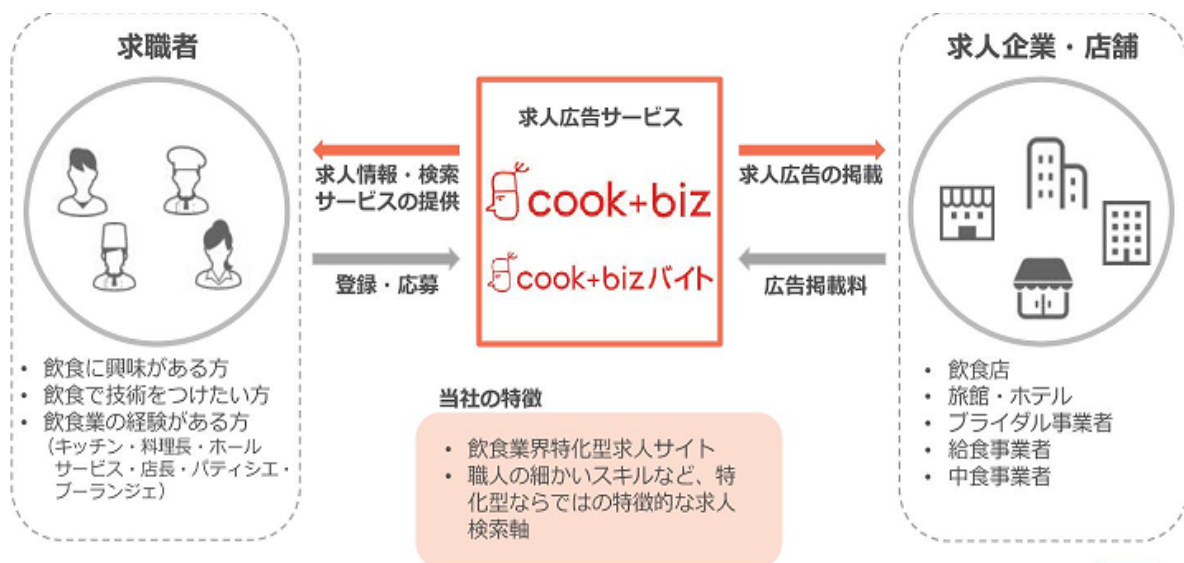 求職者
• 飲食に興味がある方
• 飲食で技術をつけたい方
• 飲食業の経験がある方
（キッチン・料理長・ホール
サービス・店長・パティシエ・
ブーランジェ）
求人情報・検索
サービスの提供
登録・応募
求人広告サービス
cook+biz
cook+bizバイト
求人広告の掲載
広告掲載料
当社の特徴
• 飲食業界特化型求人サイト
• 職人の細かいスキルなど、特
化型ならではの特徴的な求人
検索軸
求人企業・店舗
• 飲食店
• 旅館・ホテル
• ブライダル事業者
• 給食事業者
• 中食事業者